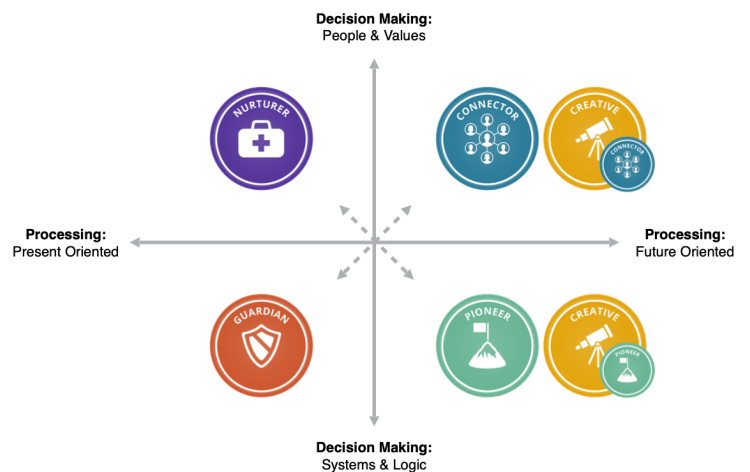 Decision Making:
People & Values
NURTURER
CONNECTOR
CREATIVE
CONNECTOR
Processing:
Present Oriented
Processing:
Future Oriented
GUARDIAN
PIONEER
CREATIVE
PIONEER
Decision Making:
Systems & Logic